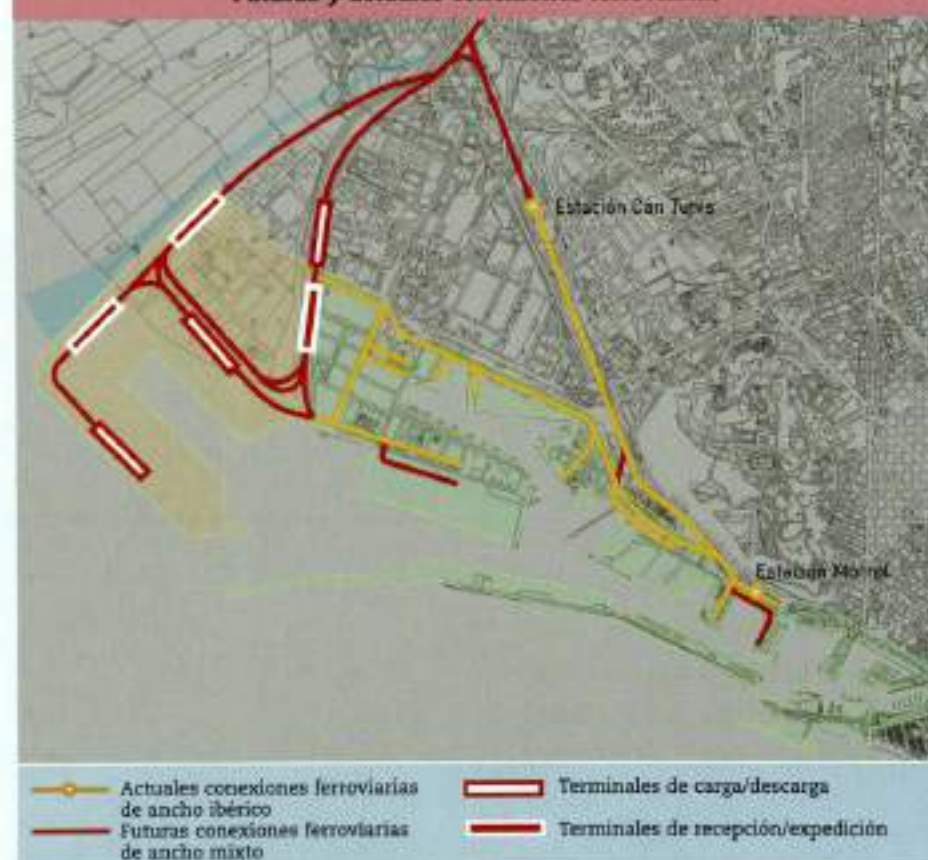 Estación Can Tunis
Estación Morrot
Actuales conexiones ferroviarias
de ancho ibérico
Futuras conexiones ferroviarias
de ancho mixto
Terminales de carga/descarga
Terminales de recepción/expedición